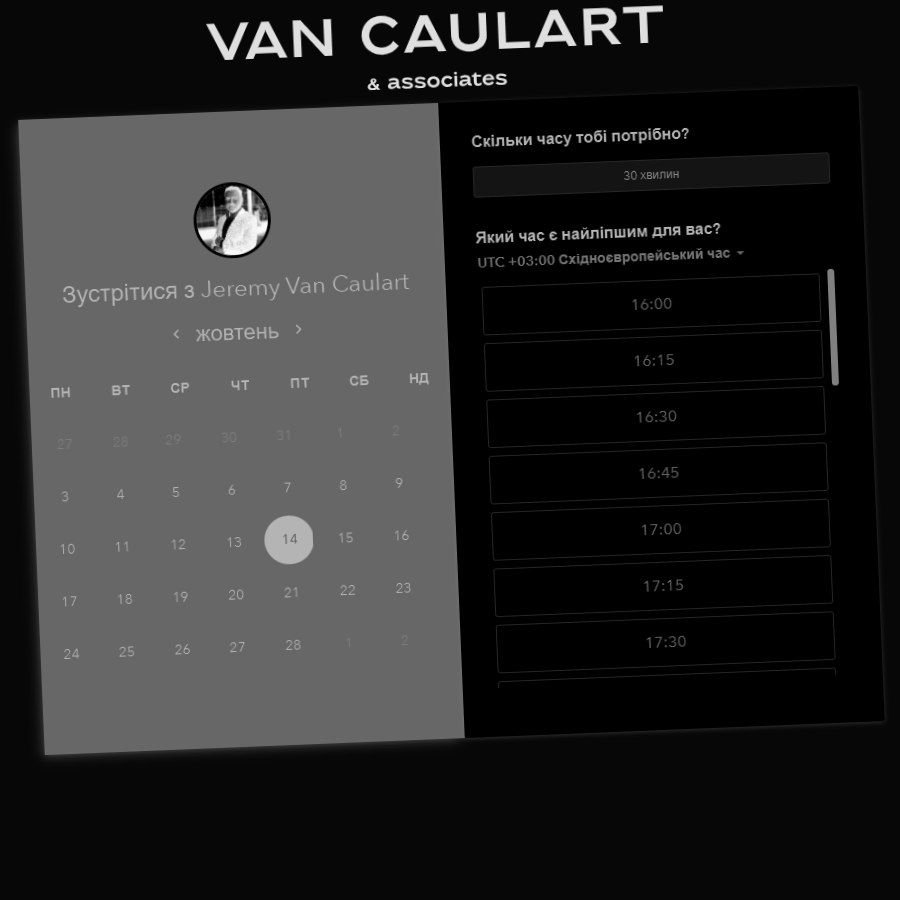 VAN CAULART
& associates
Зустрітися з Jeremy Van Caulart
‹ жовтень ›
ПН ВТ СР ЧТ ПТ СБ НД
27 28 29 30 31 1 2
3 4 5 6 7 8 9
10 11 12 13 14 15 16
17 18 19 20 21 22 23
24 25 26 27 28 1 2
Скільки часу тобі потрібно?
30 хвилин
Який час є найліпшим для вас?
UTC +03:00 Східноєвропейський час
16:00
16:15
16:30
16:45
17:00
17:15
17:30